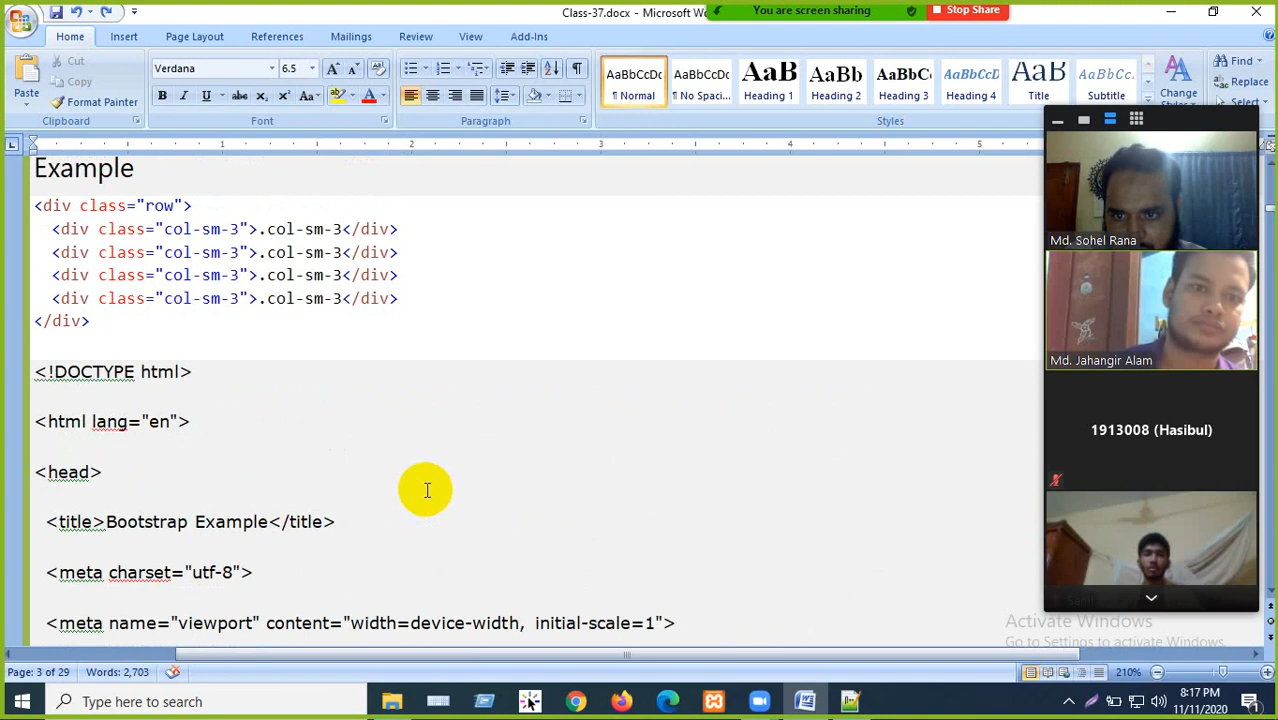 Class-37.docx - Microsoft Wo
You are screen sharing
Stop Share
Home
Insert
Page Layout
References
Mailings
Review
View
Add-Ins
Paste
Cut
Copy
Format Painter
Clipboard
Verdana
6.5
Font
Paragraph
AaBbCcDc
¶ Normal
AaBbCcDc
¶ No Spaci...
AaB
Heading 1
AaBb
Heading 2
AaBbC
Heading 3
AaBbCcD
Heading 4
AaBb
Title
AaBbCcD
Subtitle
Styles
Change
Styles
Find
Replace
Select
1
2
3
4
5
Example
<div class="row">
<div class="col-sm-3">.col-sm-3</div>
<div class="col-sm-3">.col-sm-3</div>
<div class="col-sm-3">.col-sm-3</div>
<div class="col-sm-3">.col-sm-3</div>
</div>
<!DOCTYPE html>
<html lang="en">
<head>
<title>Bootstrap Example</title>
<meta charset="utf-8">
<meta name="viewport" content="width=device-width, initial-scale=1">
Md. Sohel Rana
Md. Jahangir Alam
1913008 (Hasibul)
Activate Windows
Go to Settings to activate Windows.
Page: 3 of 29
Words: 2,703
210%
Type here to search
8:17 PM
11/11/2020